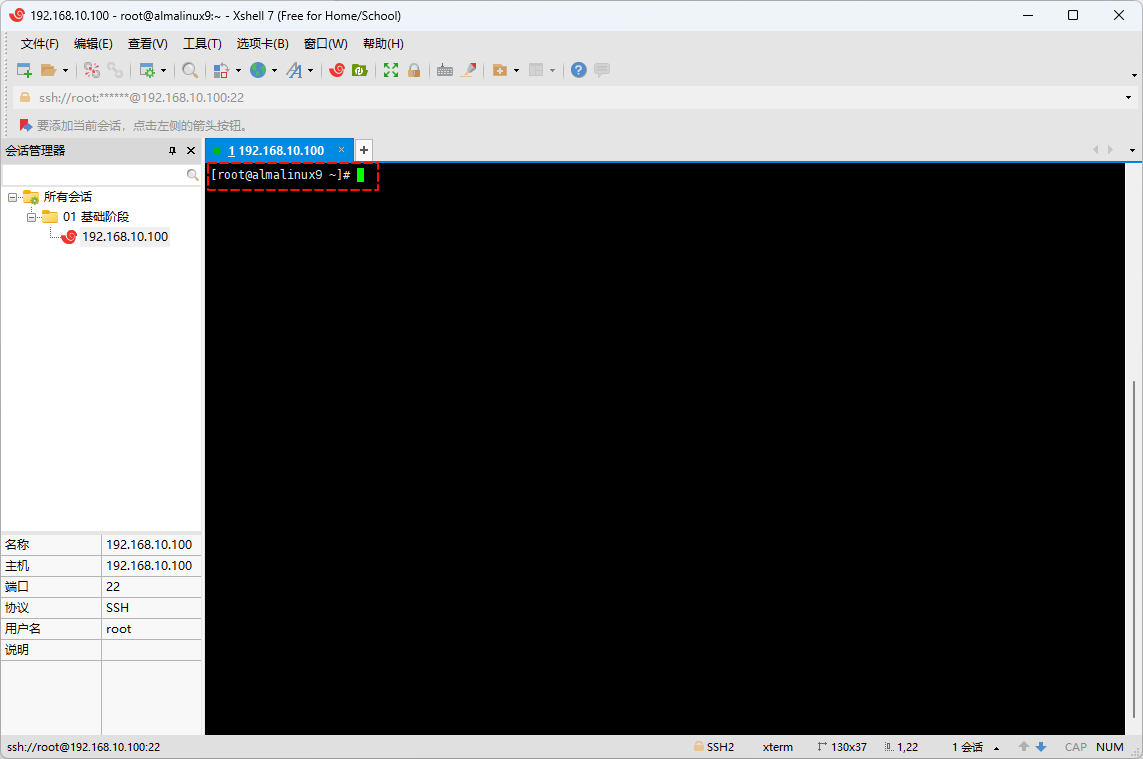 192.168.10.100 - root@almalinux9:~ - Xshell 7 (Free for Home/School)
文件(F) 编辑(E) 查看(V) 工具(T) 选项卡(B) 窗口(W) 帮助(H)
ssh://root:******@192.168.10.100:22
要添加当前会话，点击左侧的箭头按钮。
会话管理器
1 192.168.10.100 × +
[root@almalinux9 ~]#
所有会话
01 基础阶段
192.168.10.100
名称 192.168.10.100
主机 192.168.10.100
端口 22
协议 SSH
用户名 root
说明
ssh://root@192.168.10.100:22 SSH2 xterm 130x37 1,22 1 会话 CAP NUM